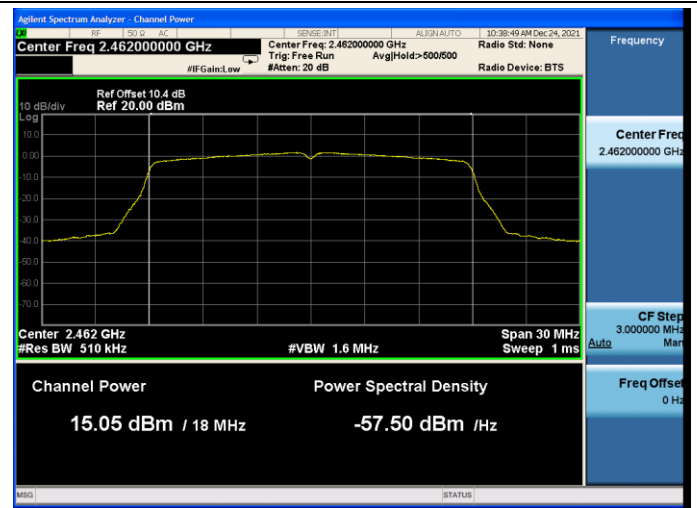 Agilent Spectrum Analyzer - Channel Power
RF 50 Ω AC SENSE:INT ALIGN AUTO 10:38:49 AM Dec 24, 2021
Center Freq 2.462000000 GHz
Center Freq: 2.462000000 GHz
Radio Std: None
Trig: Free Run Avg|Hold:>500/500
#IFGain:Low
#Atten: 20 dB
Radio Device: BTS
Ref Offset 10.4 dB
10 dB/div Ref 20.00 dBm
Log
10.0
0.00
-10.0
-20.0
-30.0
-40.0
-50.0
-60.0
-70.0
Center 2.462 GHz Span 30 MHz
#Res BW 510 kHz #VBW 1.6 MHz Sweep 1 ms
Channel Power Power Spectral Density
15.05 dBm / 18 MHz -57.50 dBm /Hz
MSG STATUS
Frequency
Center Freq
2.462000000 GHz
CF Step
3.000000 MHz
Auto Man
Freq Offset
0 Hz